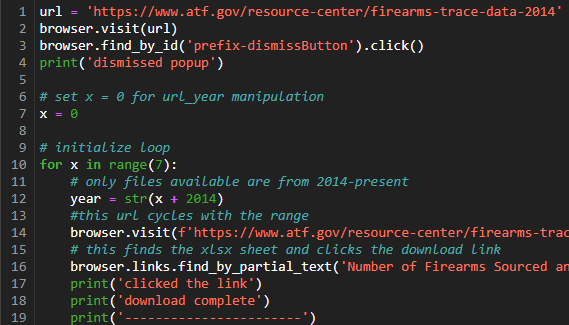 1 url = 'https://www.atf.gov/resource-center/firearms-trace-data-2014'
2 browser.visit(url)
3 browser.find_by_id('prefix-dismissButton').click()
4 print('dismissed popup')
5
6 # set x = 0 for url_year manipulation
7 x = 0
8
9 # initialize loop
10 for x in range(7):
11     # only files available are from 2014-present
12     year = str(x + 2014)
13     #this url cycles with the range
14     browser.visit(f'https://www.atf.gov/resource-center/firearms-trac
15     # this finds the xlsx sheet and clicks the download link
16     browser.links.find_by_partial_text('Number of Firearms Sourced an
17     print('clicked the link')
18     print('download complete')
19     print('-----------------------')